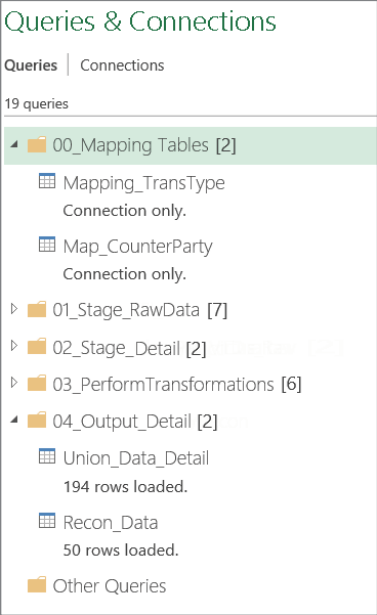 Queries & Connections
Queries | Connections
19 queries
00_Mapping Tables [2]
Mapping_TransType
Connection only.
Map_CounterParty
Connection only.
01_Stage_RawData [7]
02_Stage_Detail [2]
03_PerformTransformations [6]
04_Output_Detail [2]
Union_Data_Detail
194 rows loaded.
Recon_Data
50 rows loaded.
Other Queries